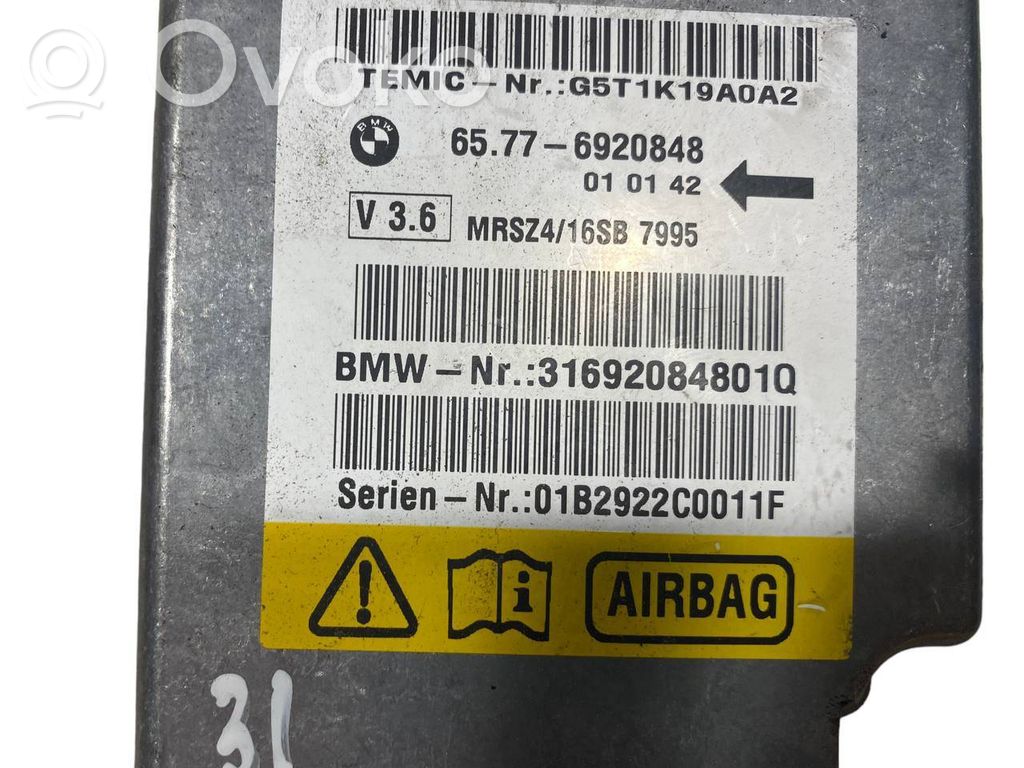 Ovoko
TEMIC-Nr.:G5T1K19A0A2
BMW
65.77-6920848
01 01 42
V 3.6
MRSZ4/16SB 7995
BMW-Nr.:31692084801Q
Serien-Nr.:01B2922C0011F
! i AIRBAG
31